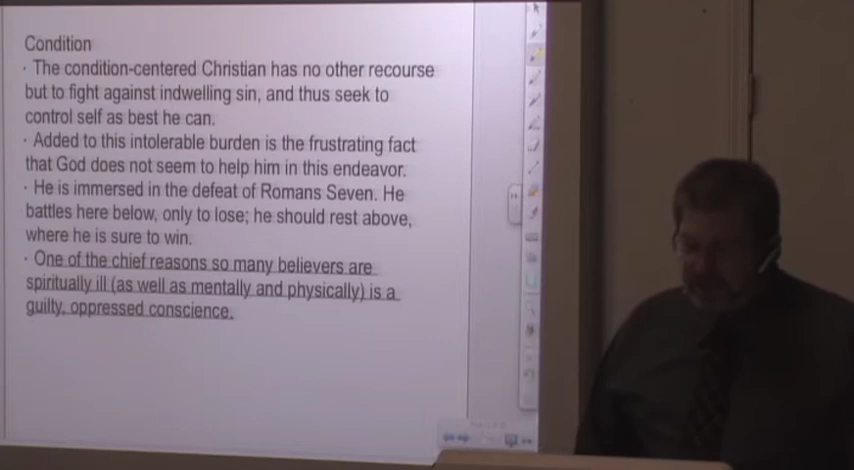 Condition
· The condition-centered Christian has no other recourse
but to fight against indwelling sin, and thus seek to
control self as best he can.
· Added to this intolerable burden is the frustrating fact
that God does not seem to help him in this endeavor.
· He is immersed in the defeat of Romans Seven. He
battles here below, only to lose; he should rest above,
where he is sure to win.
· One of the chief reasons so many believers are
spiritually ill (as well as mentally and physically) is a
guilty, oppressed conscience.